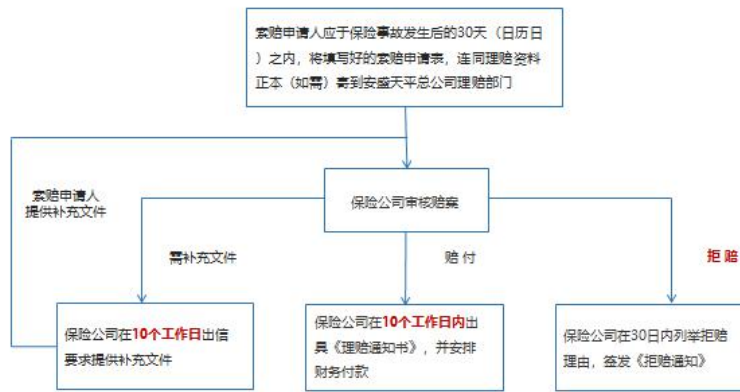 索赔申请人应于保险事故发生后的30天（日历日
）之内，将填写好的索赔申请表，连同理赔资料
正本（如需）寄到安盛天平总公司理赔部门
索赔申请人
提供补充文件
保险公司审核赔案
需补充文件
赔 付
拒 赔
保险公司在10个工作日出信
要求提供补充文件
保险公司在10个工作日内出
具《理赔通知书》，并安排
财务付款
保险公司在30日内列举拒赔
理由，签发《拒赔通知》